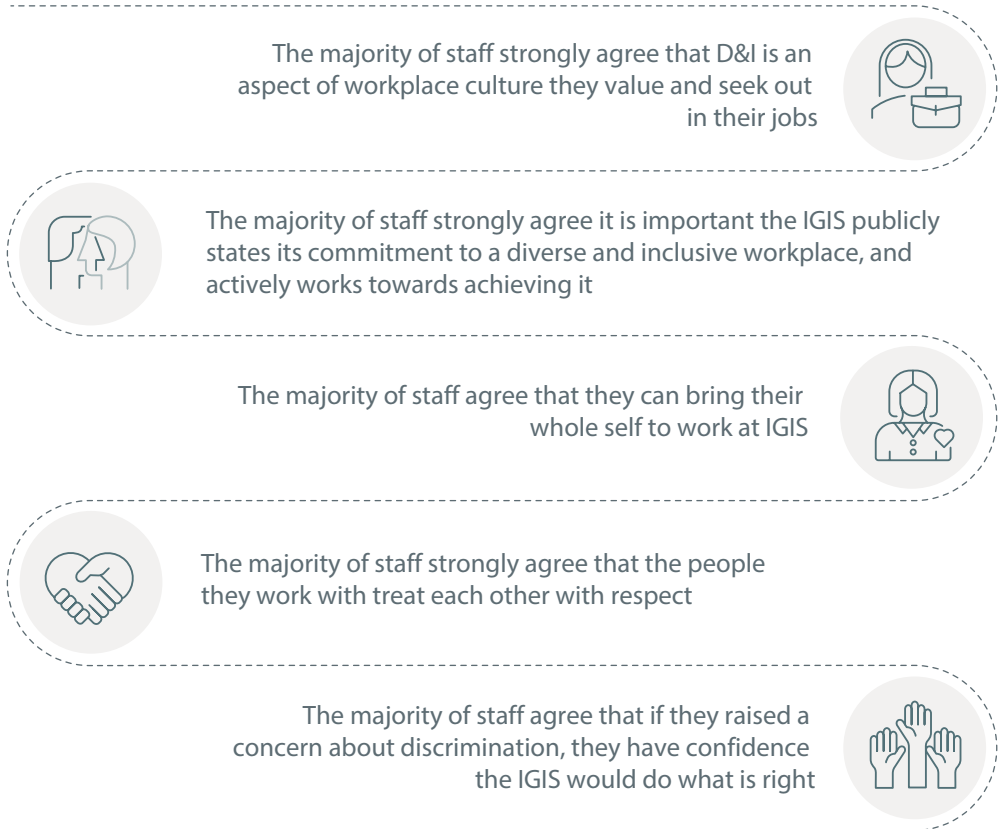 The majority of staff strongly agree that D&I is an
aspect of workplace culture they value and seek out
in their jobs
The majority of staff strongly agree it is important the IGIS publicly
states its commitment to a diverse and inclusive workplace, and
actively works towards achieving it
The majority of staff agree that they can bring their
whole self to work at IGIS
The majority of staff strongly agree that the people
they work with treat each other with respect
The majority of staff agree that if they raised a
concern about discrimination, they have confidence
the IGIS would do what is right